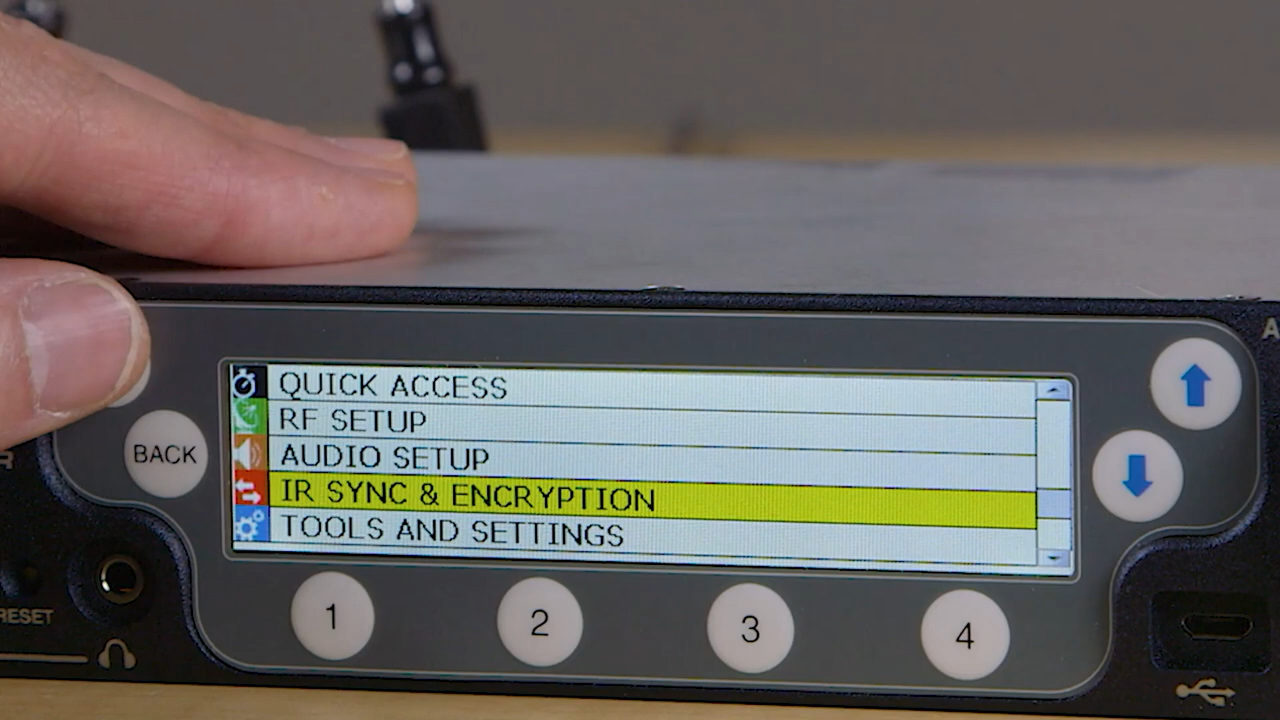 QUICK ACCESS
RF SETUP
AUDIO SETUP
IR SYNC & ENCRYPTION
TOOLS AND SETTINGS
BACK
RESET
1
2
3
4